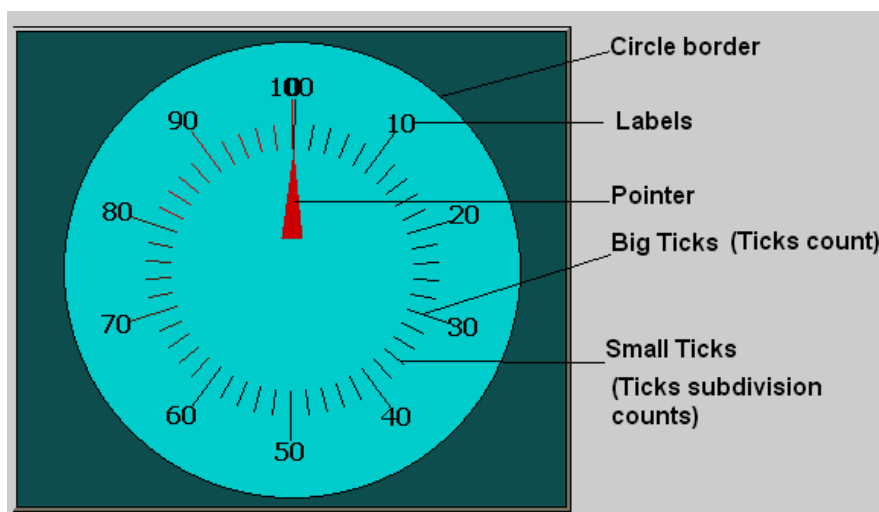 Circle border
100
0
10
Labels
90
Pointer
20
80
Big Ticks (Ticks count)
30
70
Small Ticks
(Ticks subdivision
counts)
60
40
50